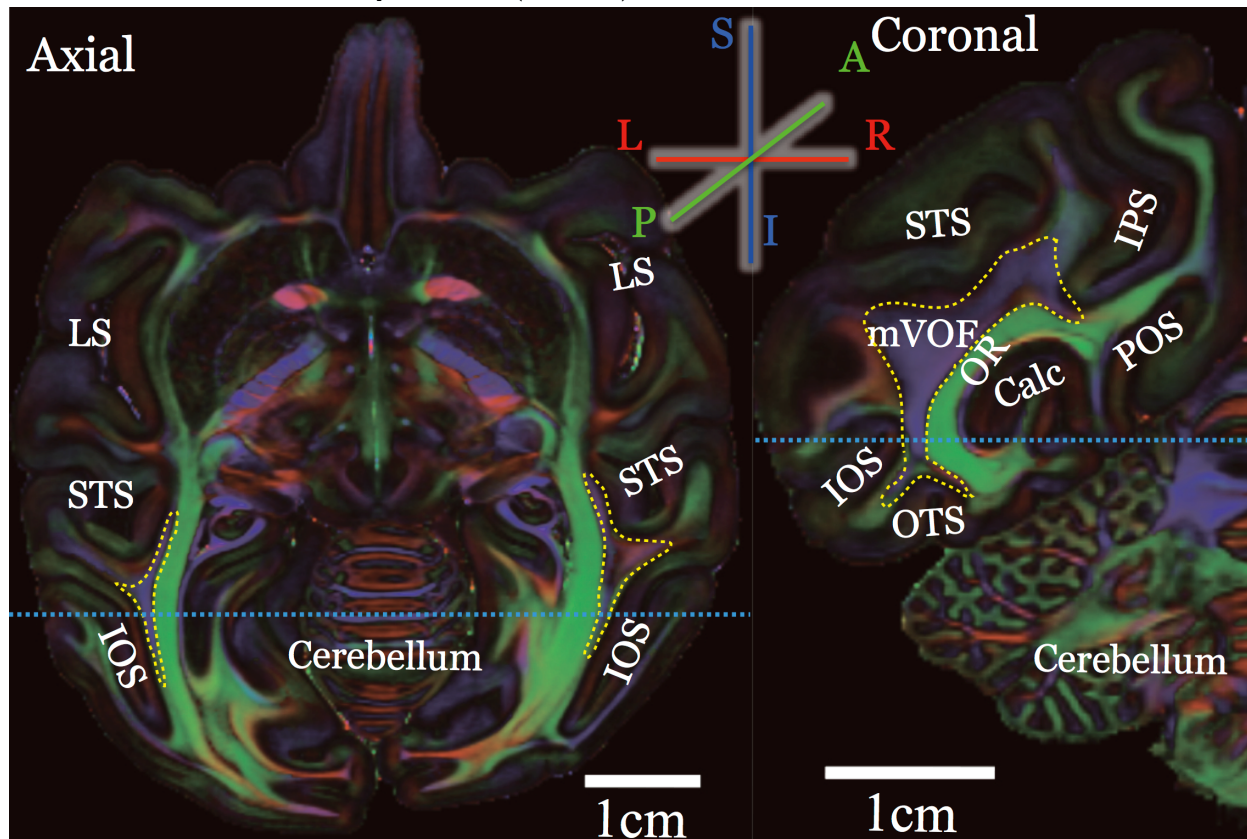 Axial
S
Coronal
A
L
R
P
I
LS
LS
STS
IPS
mVOF
OR
Calc
POS
STS
STS
IOS
OTS
IOS
IOS
Cerebellum
Cerebellum
1cm
1cm